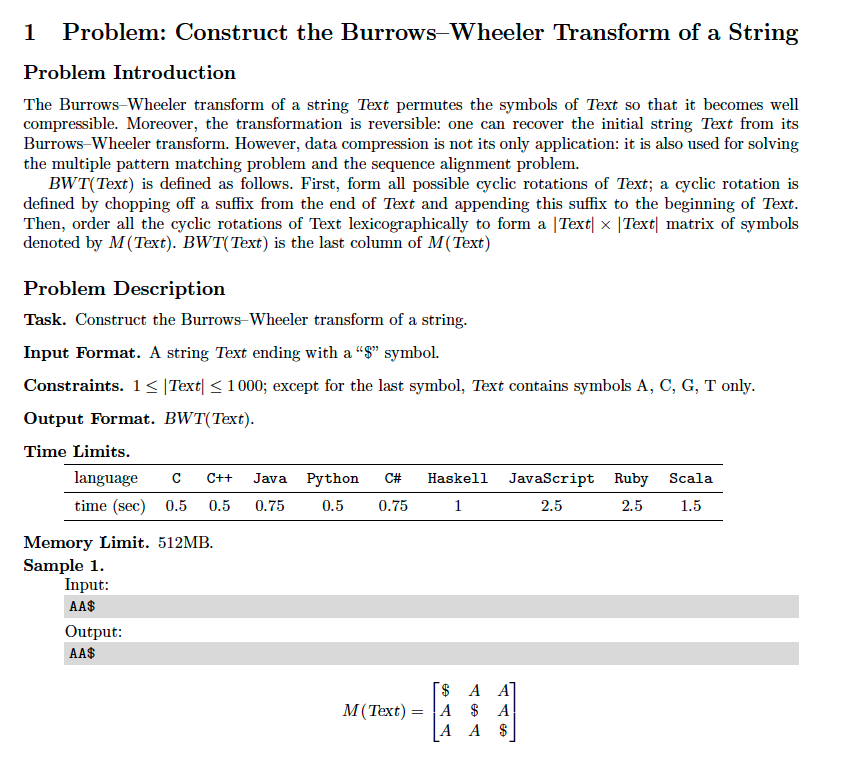 1 Problem: Construct the Burrows–Wheeler Transform of a String
Problem Introduction
The Burrows–Wheeler transform of a string Text permutes the symbols of Text so that it becomes well
compressible. Moreover, the transformation is reversible: one can recover the initial string Text from its
Burrows–Wheeler transform. However, data compression is not its only application: it is also used for solving
the multiple pattern matching problem and the sequence alignment problem.
BWT(Text) is defined as follows. First, form all possible cyclic rotations of Text; a cyclic rotation is
defined by chopping off a suffix from the end of Text and appending this suffix to the beginning of Text.
Then, order all the cyclic rotations of Text lexicographically to form a |Text| × |Text| matrix of symbols
denoted by M(Text). BWT(Text) is the last column of M(Text)
Problem Description
Task. Construct the Burrows–Wheeler transform of a string.
Input Format. A string Text ending with a “$” symbol.
Constraints. 1 ≤ |Text| ≤ 1 000; except for the last symbol, Text contains symbols A, C, G, T only.
Output Format. BWT(Text).
Time Limits.
language C C++ Java Python C# Haskell JavaScript Ruby Scala
time (sec) 0.5 0.5 0.75 0.5 0.75 1 2.5 2.5 1.5
Memory Limit. 512MB.
Sample 1.
Input:
AA$
Output:
AA$
$ A A
M(Text) = A $ A
A A $